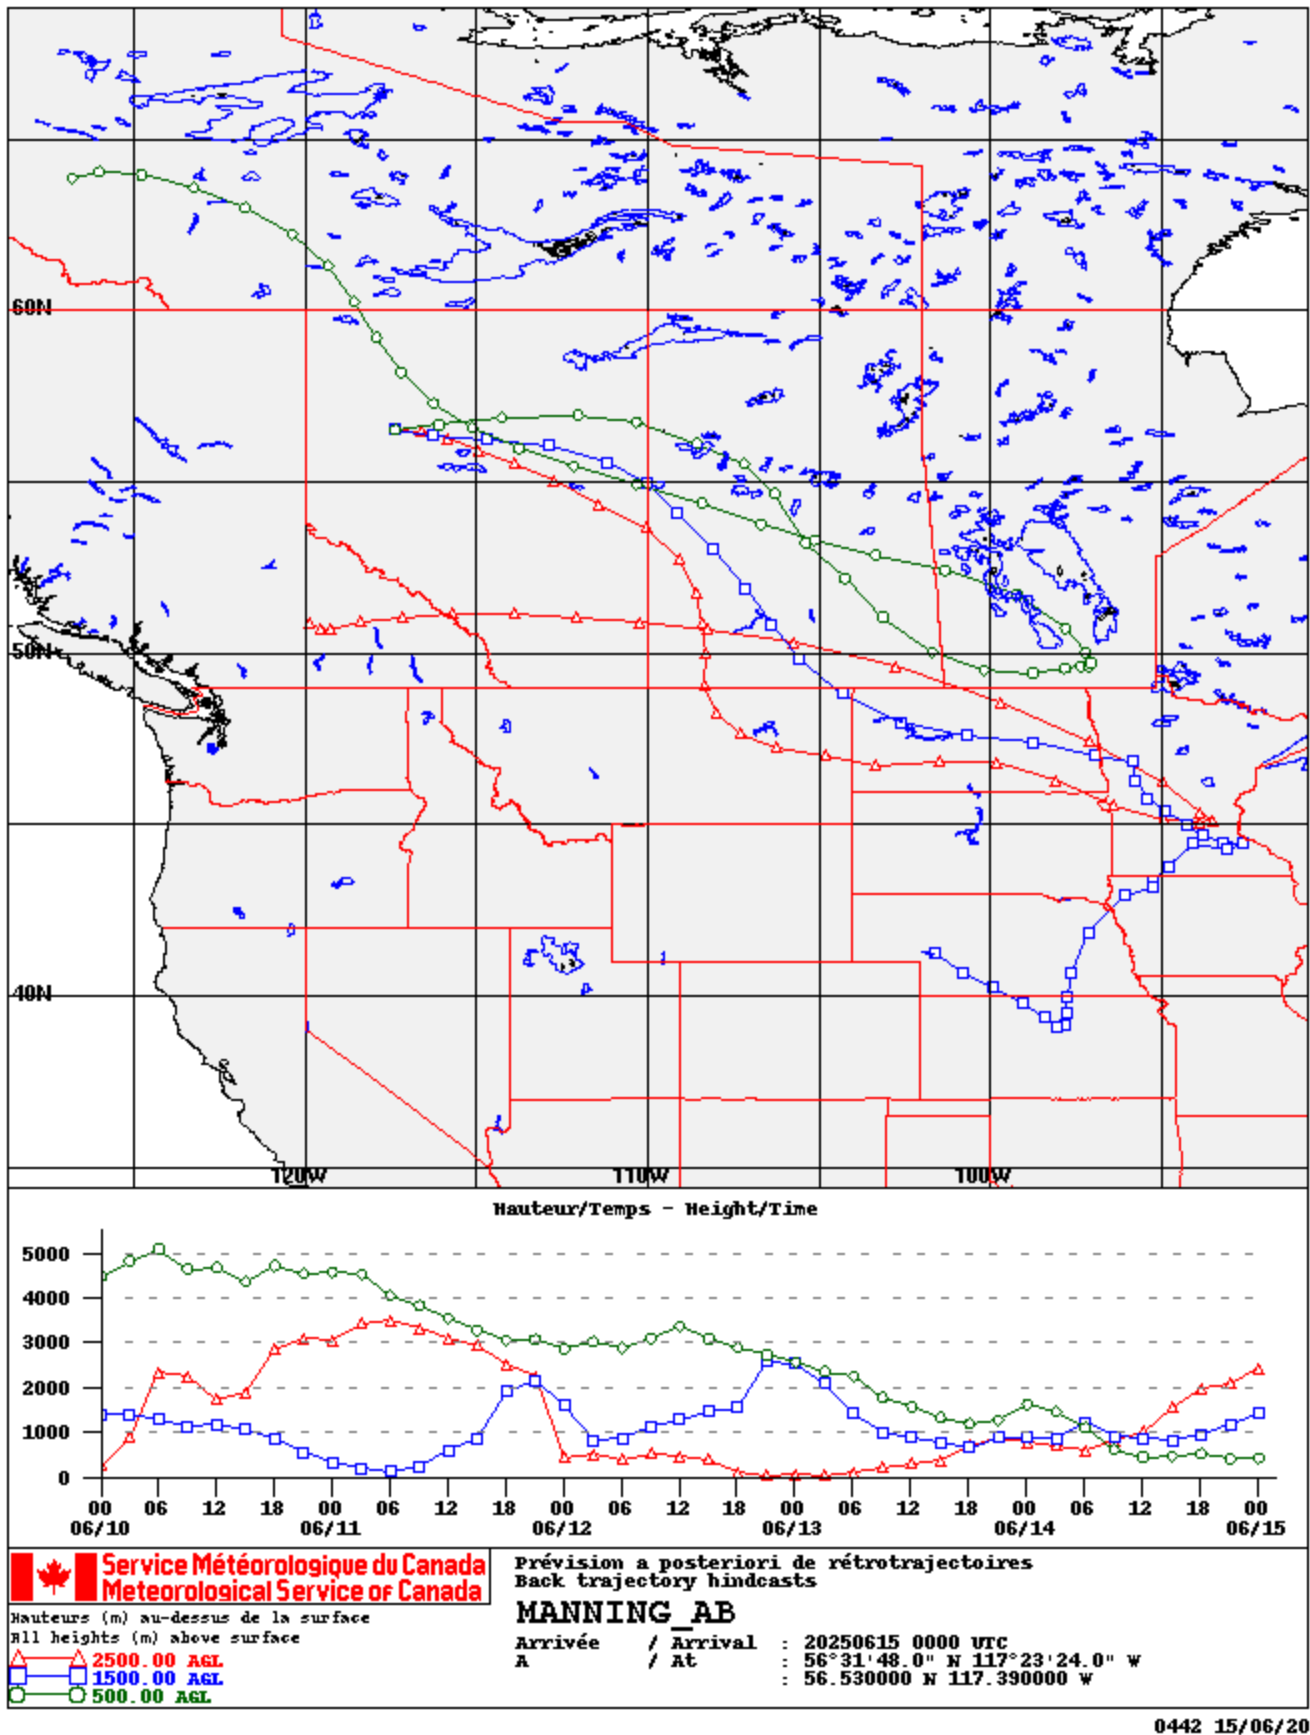 60N
50N
40N
120W
110W
100W
Hauteur/Temps - Height/Time
5000
4000
3000
2000
1000
0
00 06 12 18 00 06 12 18 00 06 12 18 00 06 12 18 00 06 12 18 00
06/10 06/11 06/12 06/13 06/14 06/15
Service Météorologique du Canada
Meteorological Service of Canada
Hauteurs (m) au-dessus de la surface
All heights (m) above surface
2500.00 AGL
1500.00 AGL
500.00 AGL
Prévision a posteriori de rétrotrajectoires
Back trajectory hindcasts
MANNING_AB
Arrivée / Arrival : 20250615 0000 UTC
A / At : 56°31'48.0" N 117°23'24.0" W
: 56.530000 N 117.390000 W
0442 15/06/20